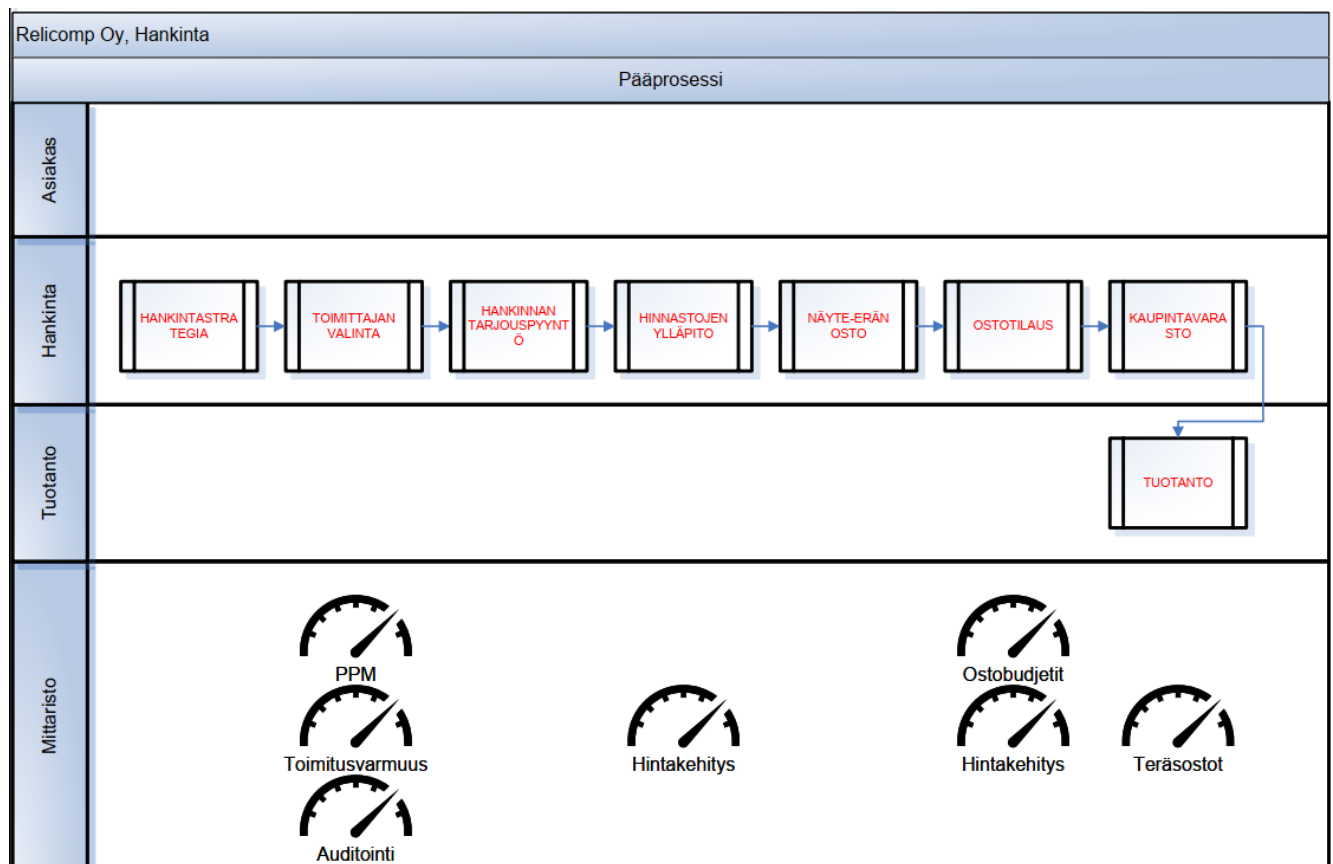 Relicomp Oy, Hankinta
Pääprosessi
Asiakas
Hankinta
HANKINTASTRA
TEGIA
TOIMITTAJAN
VALINTA
HANKINNAN
TARJOUSPYYNT
Ö
HINNASTOJEN
YLLÄPITO
NÄYTE-ERÄN
OSTO
OSTOTILAUS
KAUPINTAVARA
STO
Tuotanto
TUOTANTO
Mittaristo
PPM
Ostobudjetit
Toimitusvarmuus
Hintakehitys
Hintakehitys
Teräsostot
Auditointi